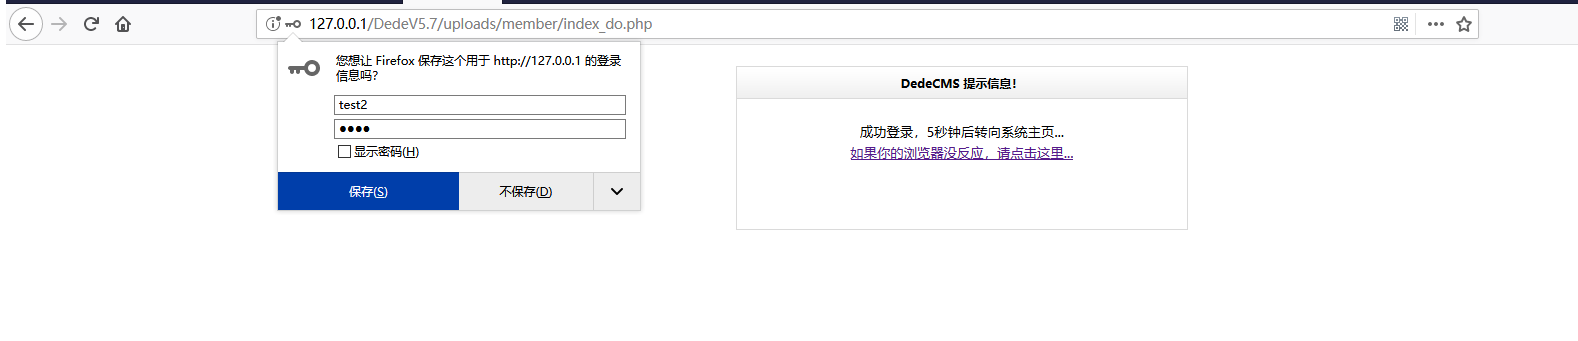 127.0.0.1/DedeV5.7/uploads/member/index_do.php
您想让 Firefox 保存这个用于 http://127.0.0.1 的登录
信息吗?
test2
●●●●
显示密码(H)
保存(S)
不保存(D)
DedeCMS 提示信息!
成功登录，5秒钟后转向系统主页...
如果你的浏览器没反应，请点击这里...